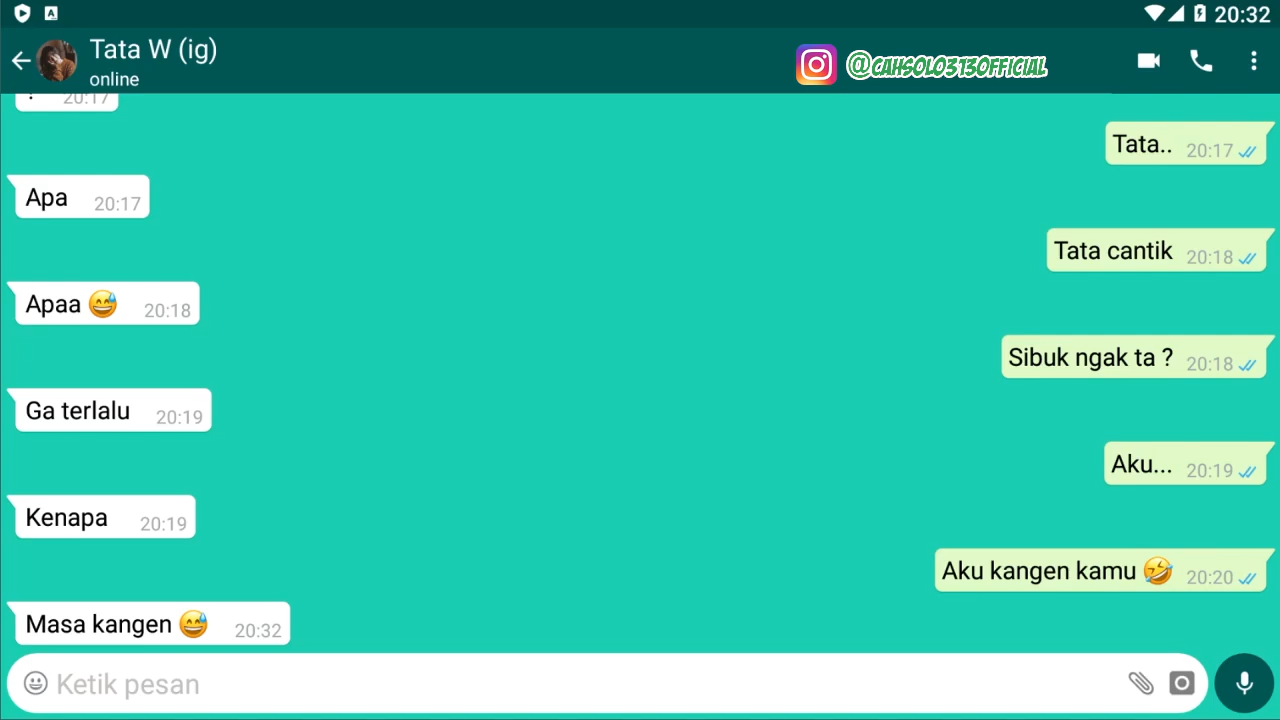 20:32
Tata W (ig)
online
@CAHSOLO313OFFICIAL
20:17
Tata.. 20:17
Apa 20:17
Tata cantik 20:18
Apaa 😅 20:18
Sibuk ngak ta ? 20:18
Ga terlalu 20:19
Aku... 20:19
Kenapa 20:19
Aku kangen kamu 🤣 20:20
Masa kangen 😅 20:32
Ketik pesan